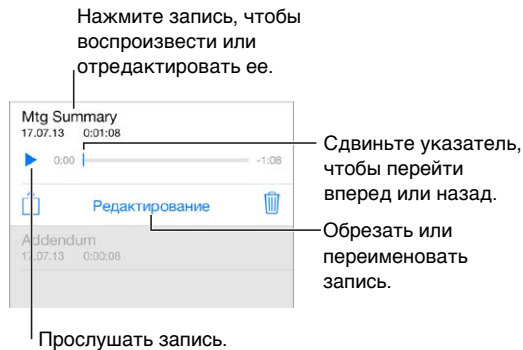 Нажмите запись, чтобы
воспроизвести или
отредактировать ее.
Mtg Summary
17.07.13 0:01:08
0:00 -1:08
Сдвиньте указатель,
чтобы перейти
вперед или назад.
Редактирование
Обрезать или
переименовать
запись.
Addendum
17.07.13 0:00:08
Прослушать запись.